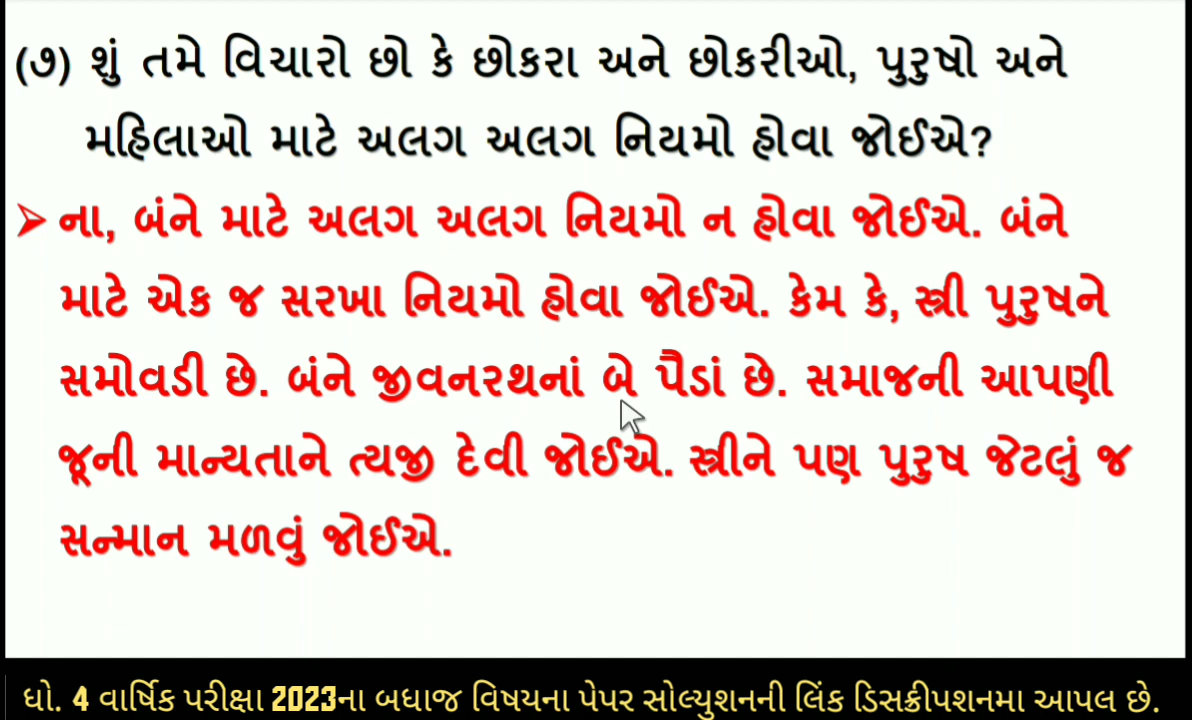 (૭) શું તમે વિચારો છો કે છોકરા અને છોકરીઓ, પુરુષો અને
મહિલાઓ માટે અલગ અલગ નિયમો હોવા જોઈએ?
➢ ના, બંને માટે અલગ અલગ નિયમો ન હોવા જોઈએ. બંને
માટે એક જ સરખા નિયમો હોવા જોઈએ. કેમ કે, સ્ત્રી પુરુષને
સમોવડી છે. બંને જીવનરથનાં બે પૈડાં છે. સમાજની આપણી
જૂની માન્યતાને ત્યજી દેવી જોઈએ. સ્ત્રીને પણ પુરુષ જેટલું જ
સન્માન મળવું જોઈએ.
ધો. 4 વાર્ષિક પરીક્ષા 2023ના બધાજ વિષયના પેપર સોલ્યુશનની લિંક ડિસક્રીપશનમા આપલ છે.